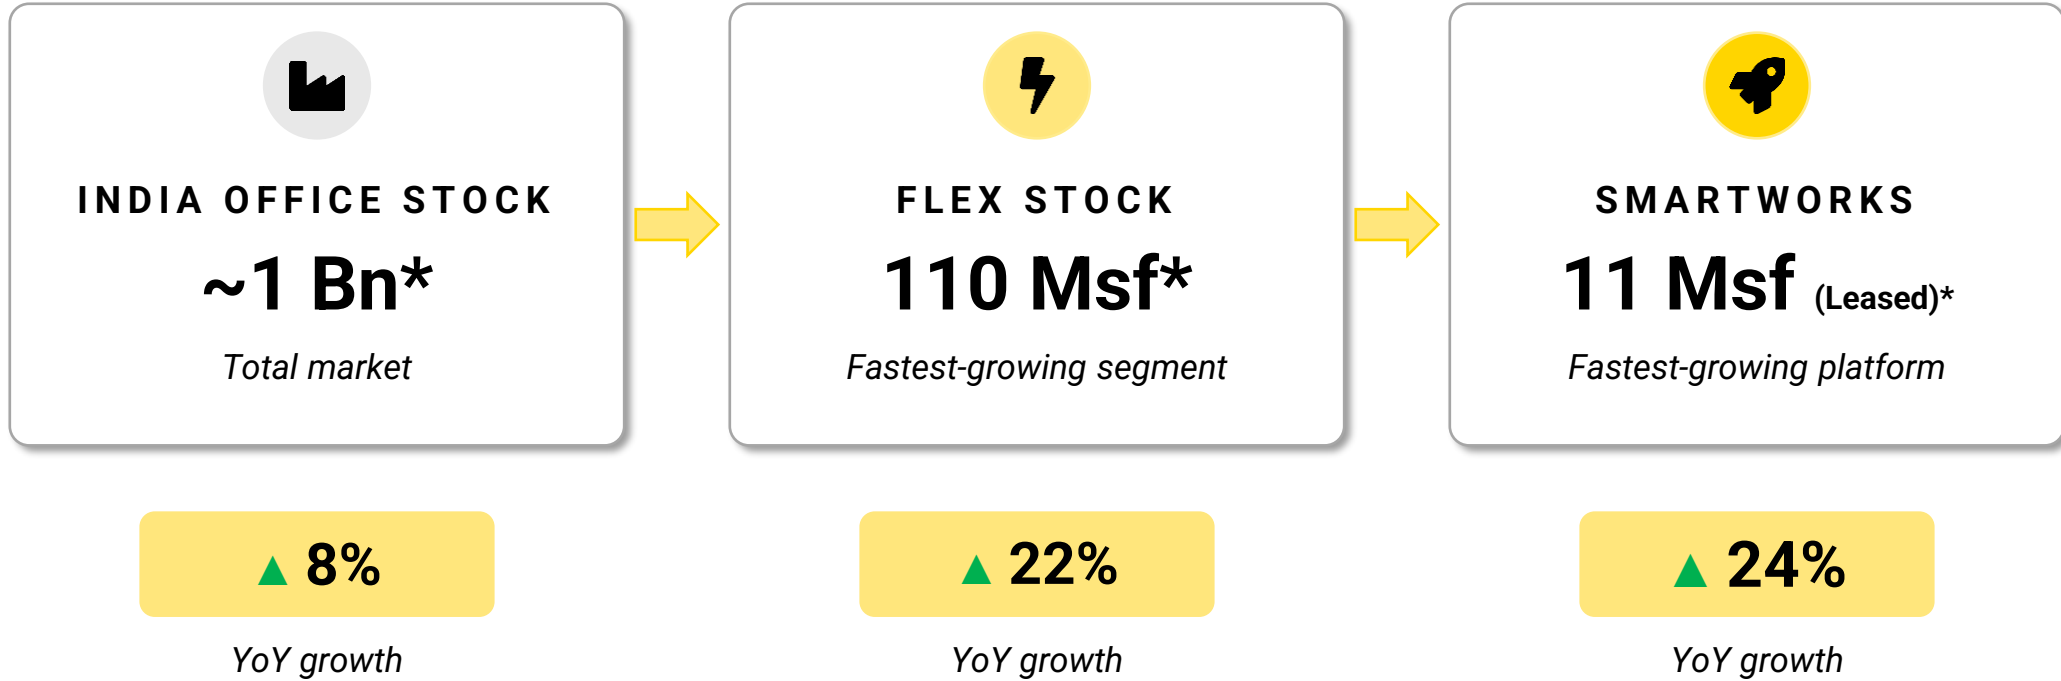 INDIA OFFICE STOCK
~1 Bn*
Total market
▲ 8%
YoY growth
FLEX STOCK
110 Msf*
Fastest-growing segment
▲ 22%
YoY growth
SMARTWORKS
11 Msf (Leased)*
Fastest-growing platform
▲ 24%
YoY growth